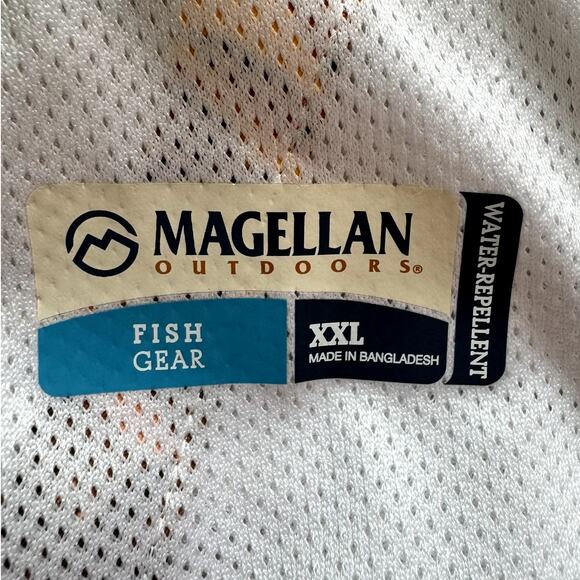 MAGELLAN
OUTDOORS®
FISH
GEAR
XXL
MADE IN BANGLADESH
WATER-REPELLENT